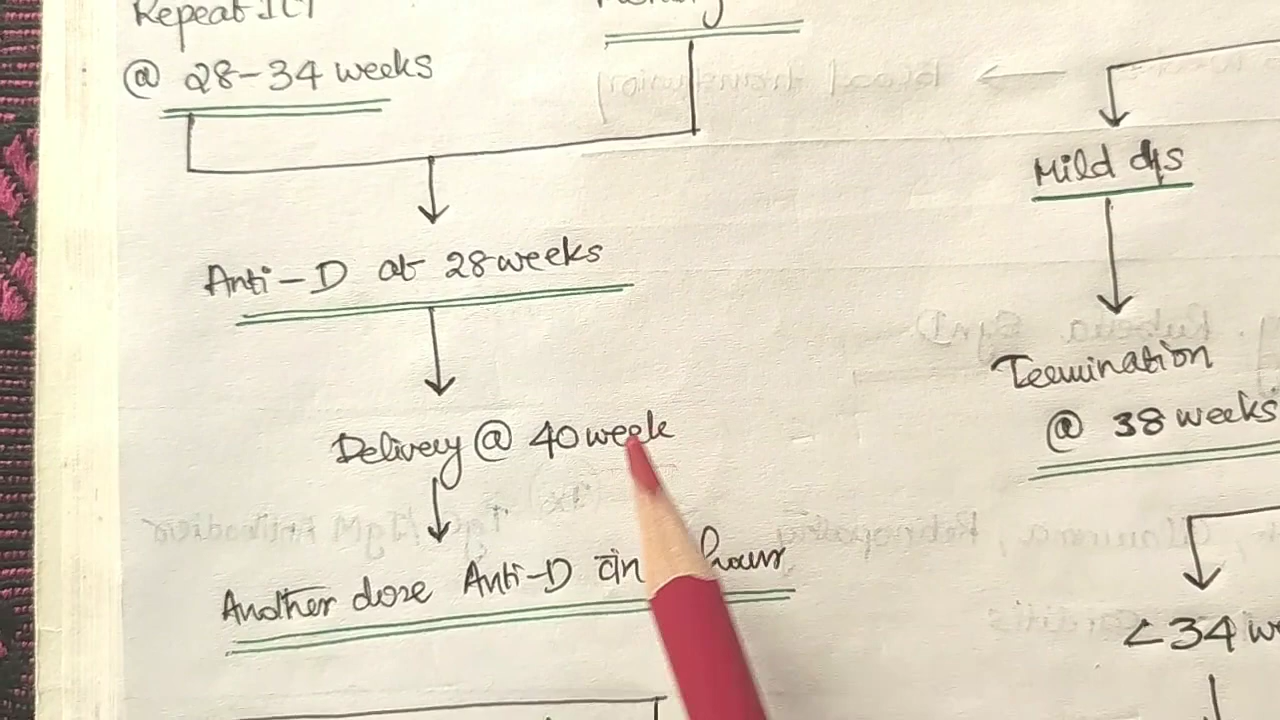 Repeat ICT
@ 28-34 weeks
Anti-D at 28 weeks
Delivery @ 40 week
Another dose Anti-D c̄in hour
Mild d/s
Termination
@ 38 weeks
<34 w